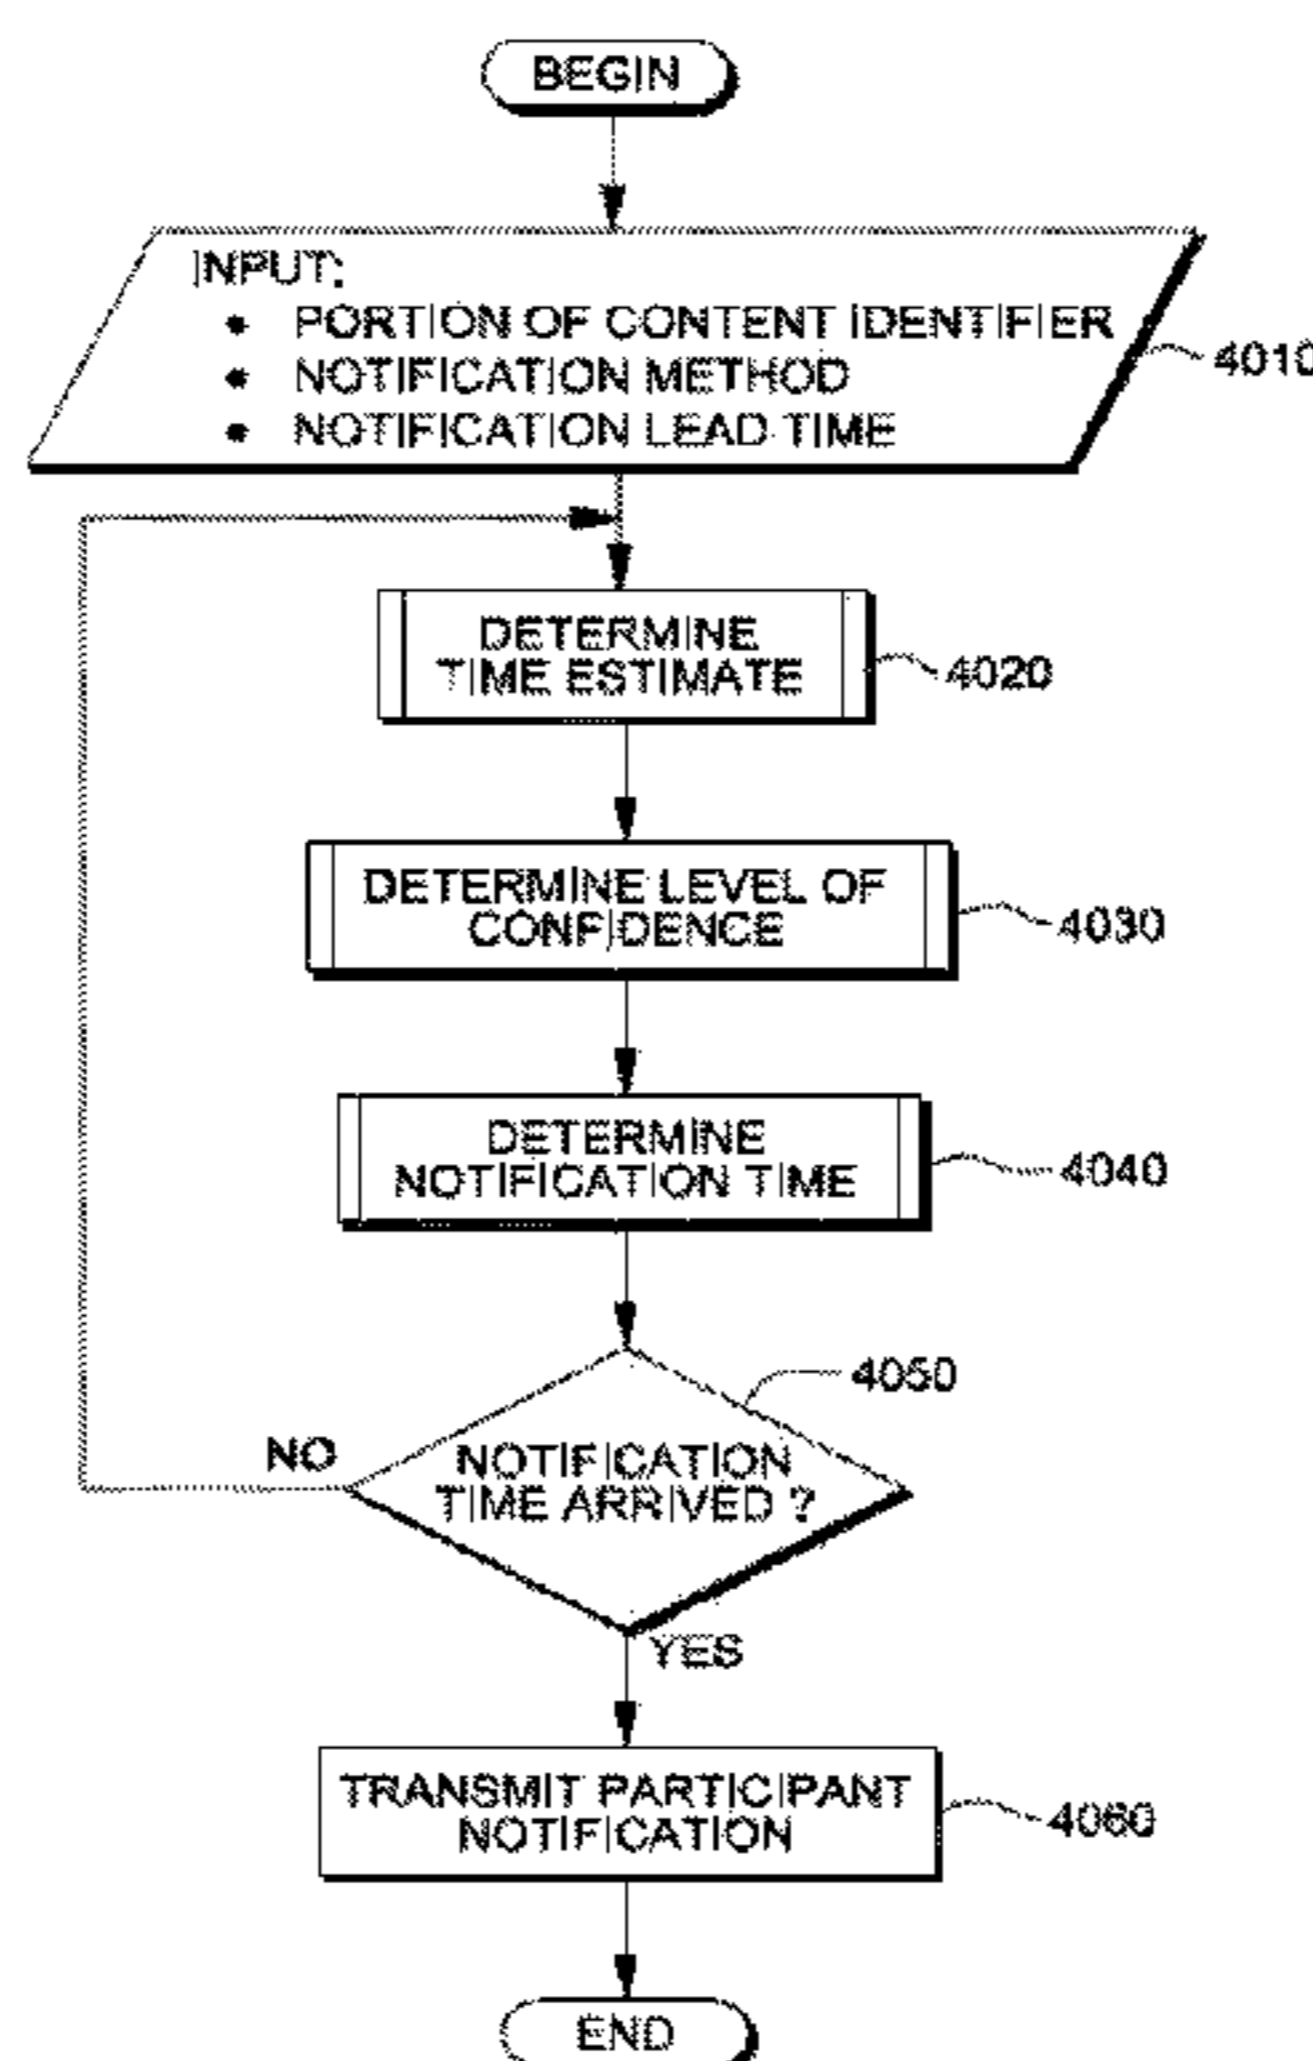 BEGIN
INPUT:
• PORTION OF CONTENT IDENTIFIER
• NOTIFICATION METHOD
• NOTIFICATION LEAD TIME
4010
DETERMINE
TIME ESTIMATE
4020
DETERMINE LEVEL OF
CONFIDENCE
4030
DETERMINE
NOTIFICATION TIME
4040
4050
NO
NOTIFICATION
TIME ARRIVED ?
YES
TRANSMIT PARTICIPANT
NOTIFICATION
4060
END